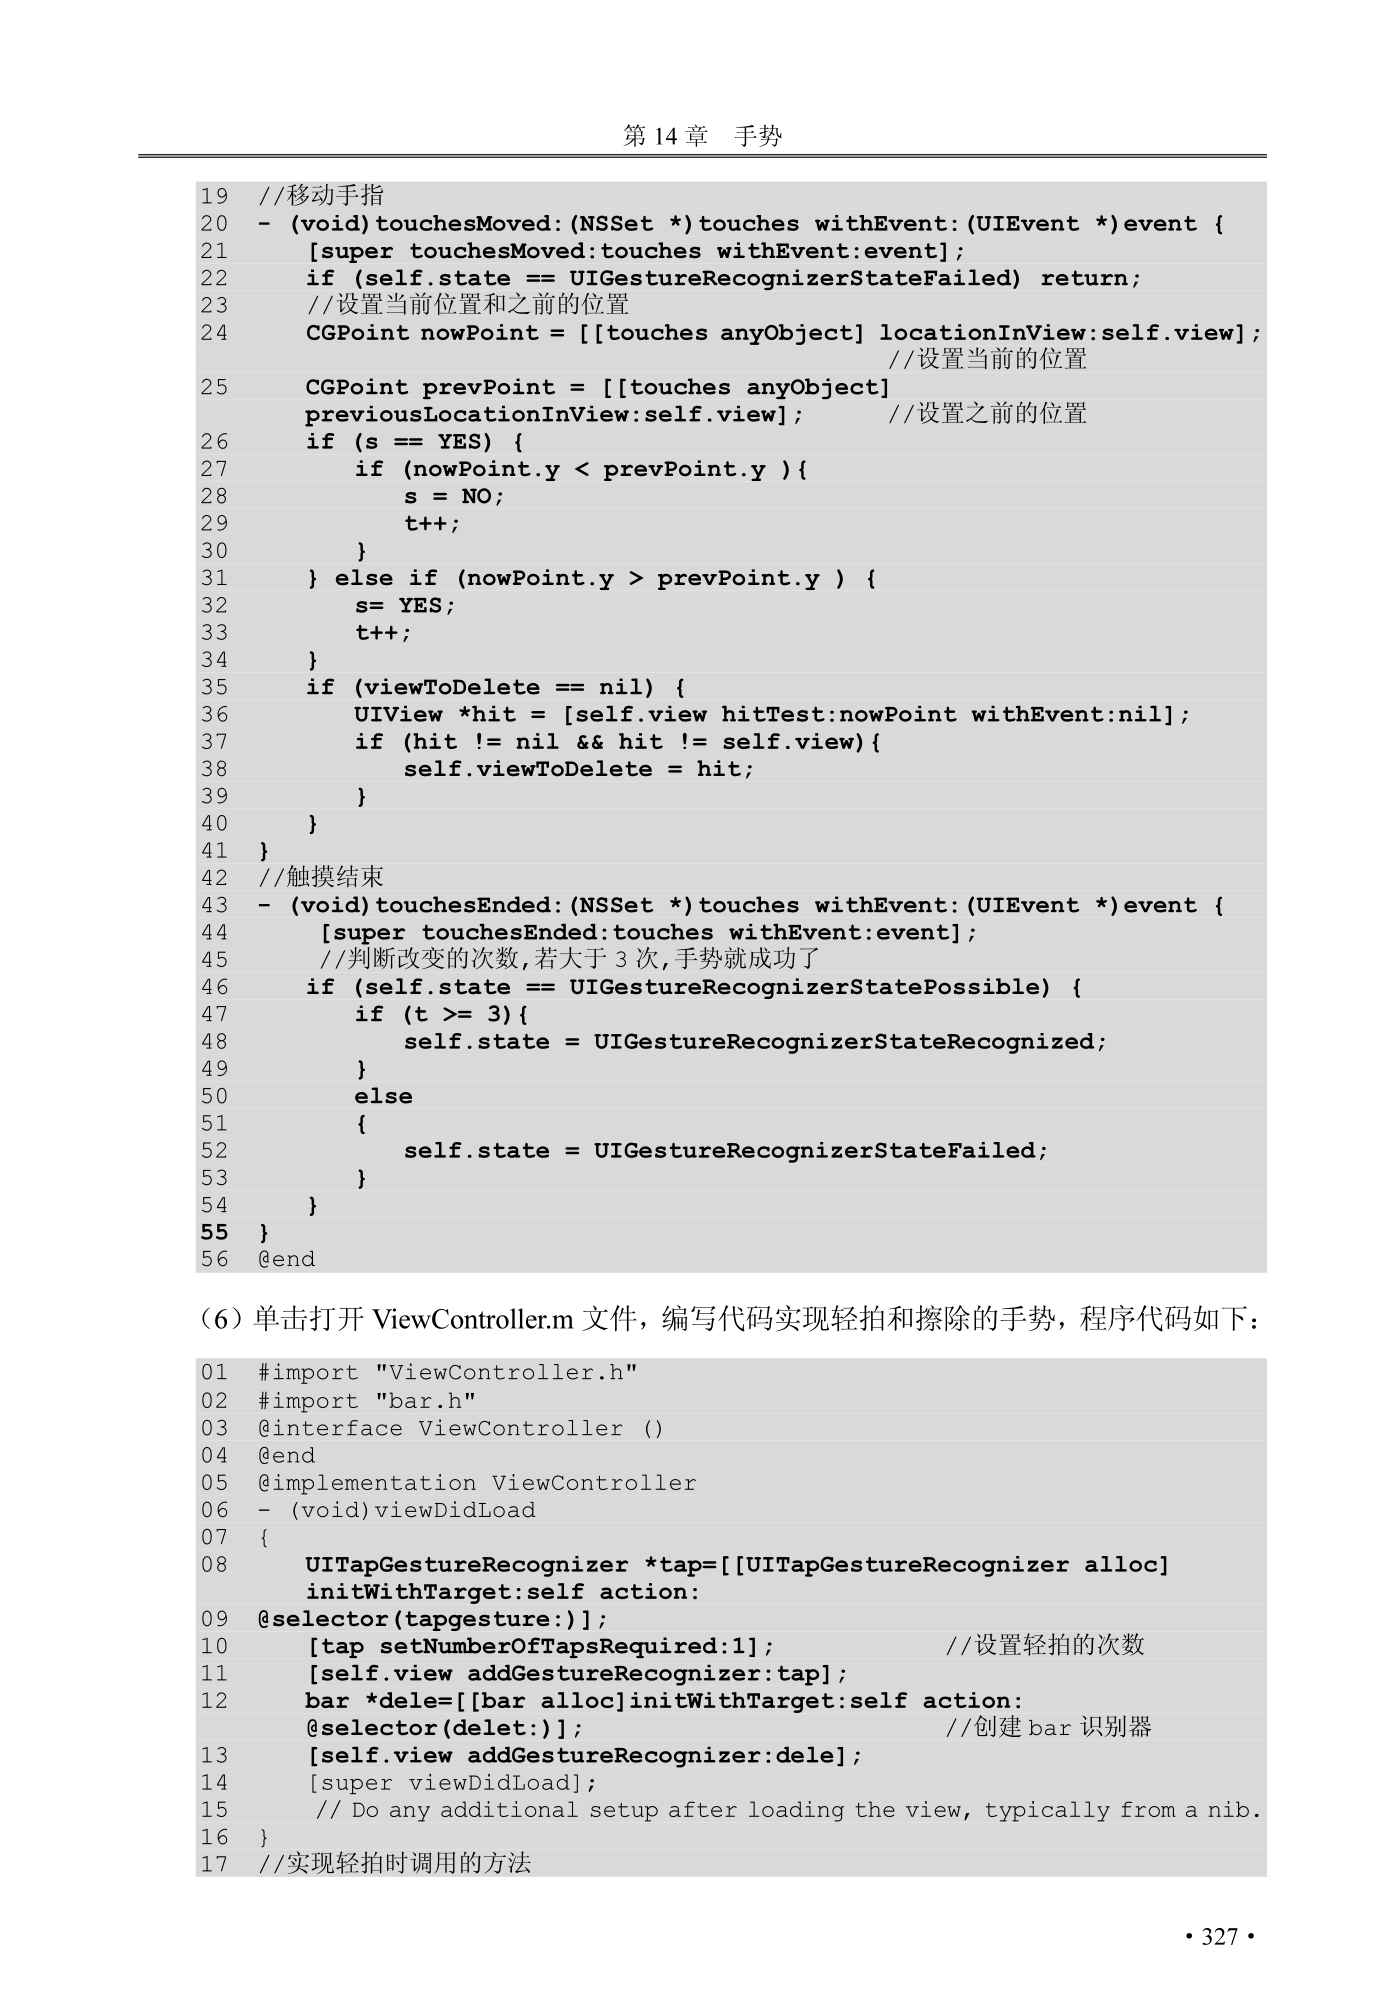 第 14 章 手势
19 //移动手指
20 - (void)touchesMoved:(NSSet *)touches withEvent:(UIEvent *)event {
21 [super touchesMoved:touches withEvent:event];
22 if (self.state == UIGestureRecognizerStateFailed) return;
23 //设置当前位置和之前的位置
24 CGPoint nowPoint = [[touches anyObject] locationInView:self.view];
//设置当前的位置
25 CGPoint prevPoint = [[touches anyObject]
previousLocationInView:self.view]; //设置之前的位置
26 if (s == YES) {
27 if (nowPoint.y < prevPoint.y ){
28 s = NO;
29 t++;
30 }
31 } else if (nowPoint.y > prevPoint.y ) {
32 s= YES;
33 t++;
34 }
35 if (viewToDelete == nil) {
36 UIView *hit = [self.view hitTest:nowPoint withEvent:nil];
37 if (hit != nil && hit != self.view){
38 self.viewToDelete = hit;
39 }
40 }
41 }
42 //触摸结束
43 - (void)touchesEnded:(NSSet *)touches withEvent:(UIEvent *)event {
44 [super touchesEnded:touches withEvent:event];
45 //判断改变的次数,若大于 3 次,手势就成功了
46 if (self.state == UIGestureRecognizerStatePossible) {
47 if (t >= 3){
48 self.state = UIGestureRecognizerStateRecognized;
49 }
50 else
51 {
52 self.state = UIGestureRecognizerStateFailed;
53 }
54 }
55 }
56 @end
（6）单击打开 ViewController.m 文件，编写代码实现轻拍和擦除的手势，程序代码如下：
01 #import "ViewController.h"
02 #import "bar.h"
03 @interface ViewController ()
04 @end
05 @implementation ViewController
06 - (void)viewDidLoad
07 {
08 UITapGestureRecognizer *tap=[[UITapGestureRecognizer alloc]
initWithTarget:self action:
09 @selector(tapgesture:)];
10 [tap setNumberOfTapsRequired:1]; //设置轻拍的次数
11 [self.view addGestureRecognizer:tap];
12 bar *dele=[[bar alloc]initWithTarget:self action:
@selector(delet:)]; //创建 bar 识别器
13 [self.view addGestureRecognizer:dele];
14 [super viewDidLoad];
15 // Do any additional setup after loading the view, typically from a nib.
16 }
17 //实现轻拍时调用的方法
• 327 •